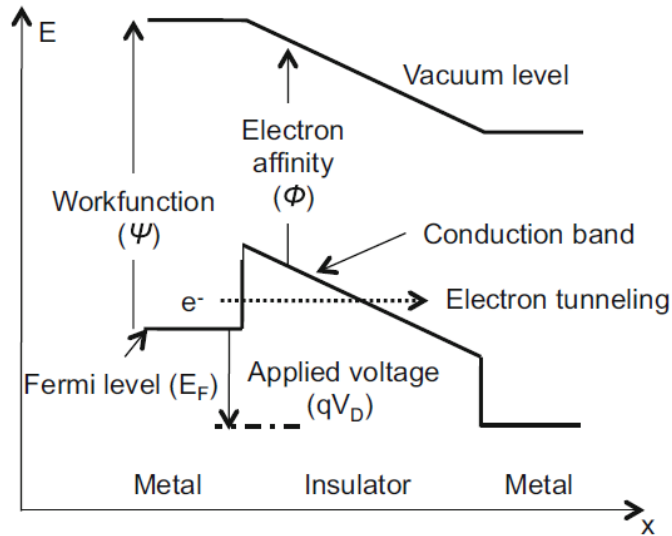 E
Vacuum level
Electron
affinity
(Φ)
Workfunction
(Ψ)
Conduction band
e-
Electron tunneling
Fermi level (EF)
Applied voltage
(qVD)
Metal
Insulator
Metal
x